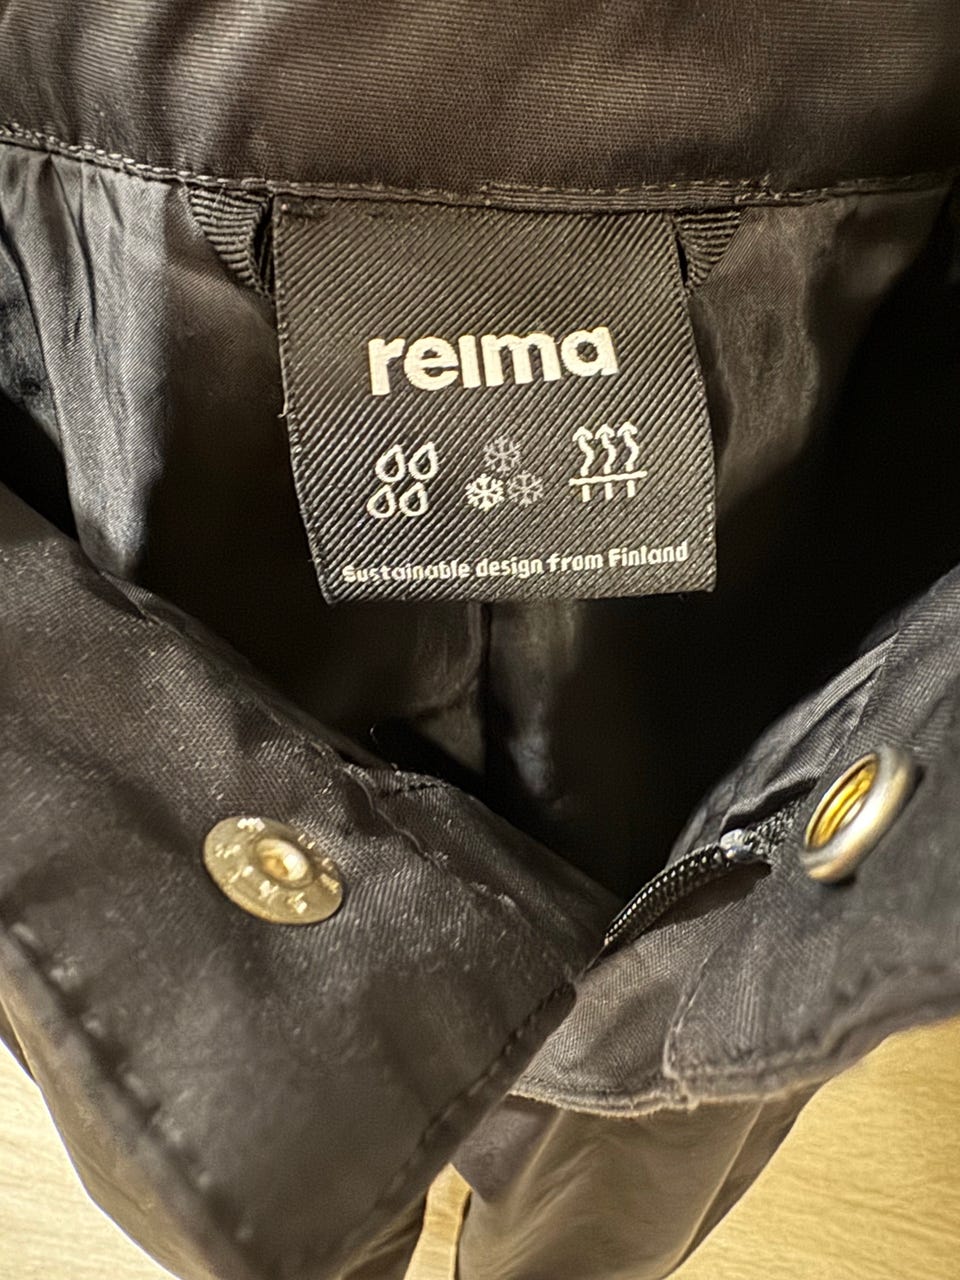 reima
Sustainable design from Finland